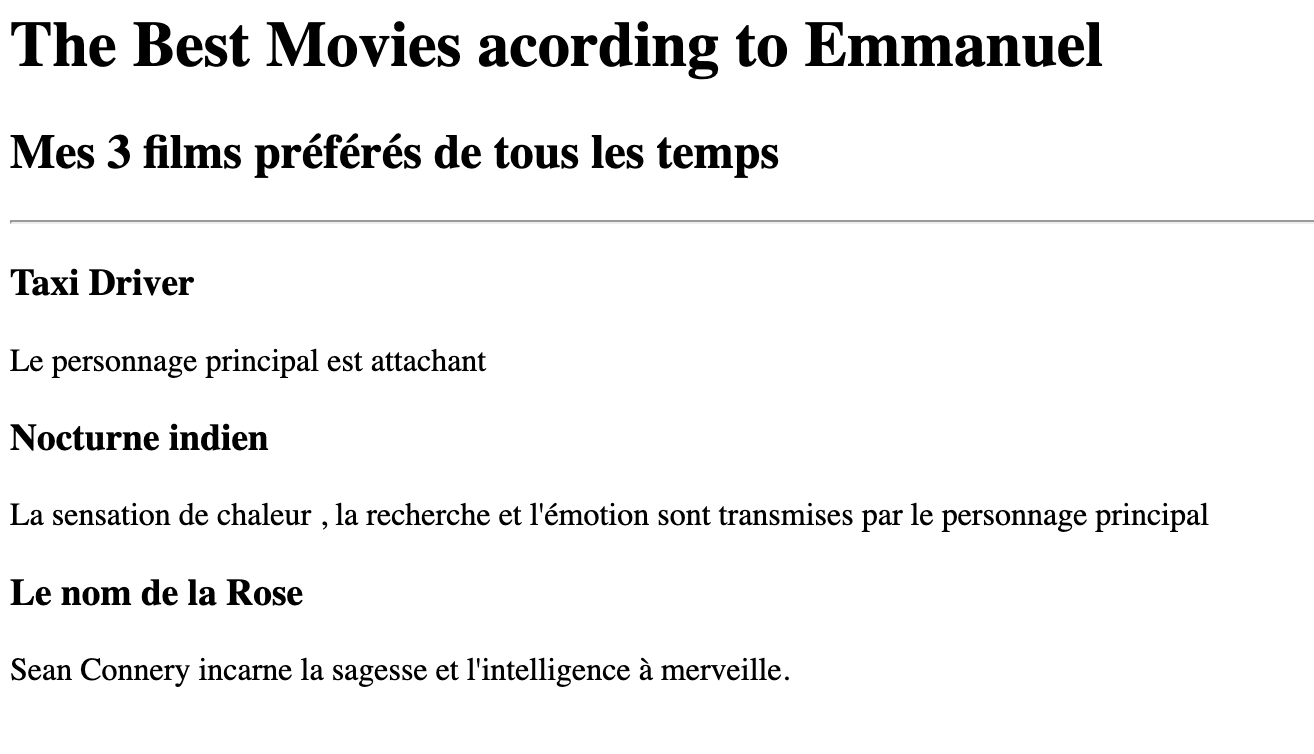 The Best Movies acording to Emmanuel
Mes 3 films préférés de tous les temps
Taxi Driver
Le personnage principal est attachant
Nocturne indien
La sensation de chaleur , la recherche et l'émotion sont transmises par le personnage principal
Le nom de la Rose
Sean Connery incarne la sagesse et l'intelligence à merveille.